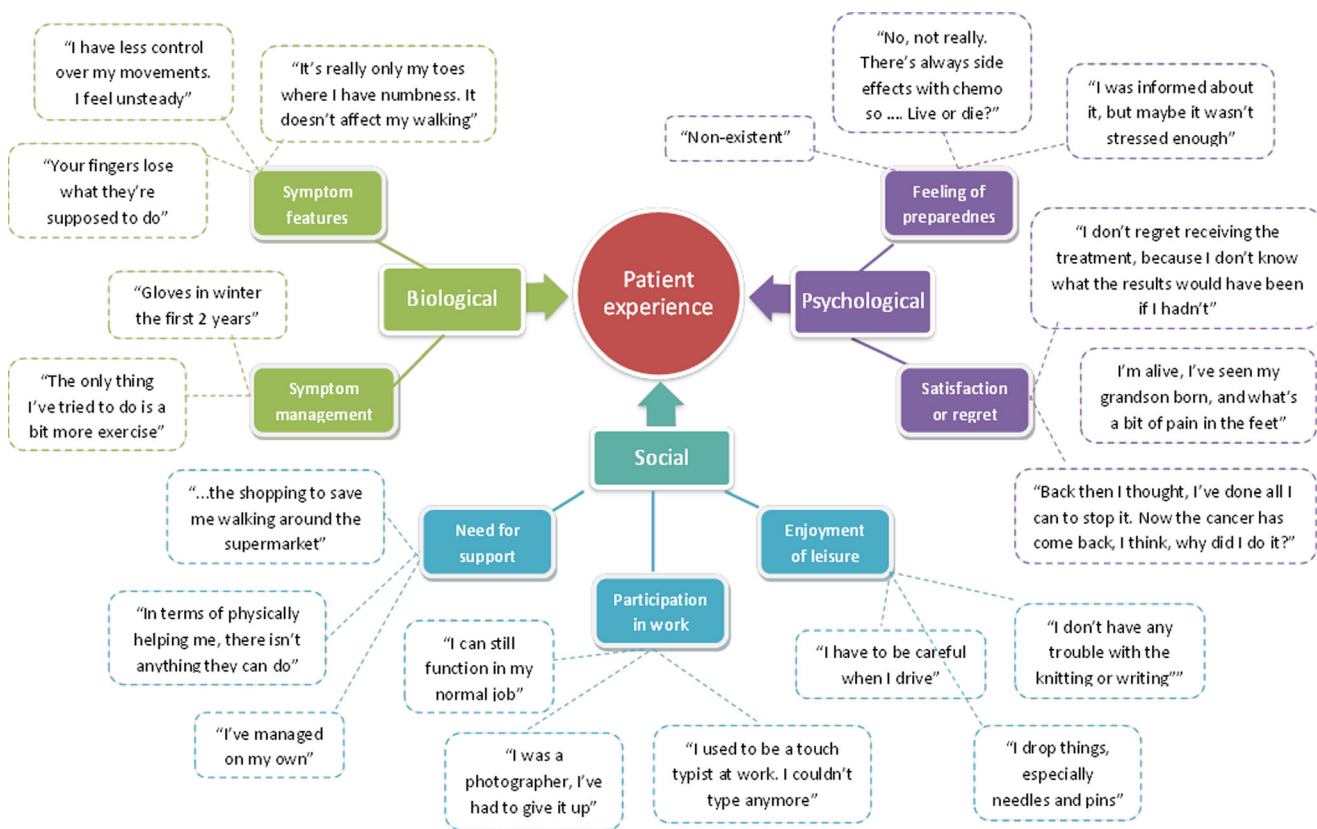 “I have less control
over my movements.
I feel unsteady”
“It’s really only my toes
where I have numbness. It
doesn’t affect my walking”
“Your fingers lose
what they’re
supposed to do”
Symptom
features
“Gloves in winter
the first 2 years”
“The only thing
I’ve tried to do is a
bit more exercise”
Symptom
management
Biological
Patient
experience
Psychological
“No, not really.
There’s always side
effects with chemo
so .... Live or die?”
“Non-existent”
“I was informed
about it, but maybe it wasn’t
stressed enough”
Feeling of
preparednes
“I don’t regret receiving the
treatment, because I don’t know
what the results would have been
if I hadn’t”
Satisfaction
or regret
I’m alive, I’ve seen my
grandson born, and what’s
a bit of pain in the feet”
“Back then I thought, I’ve done all I
can to stop it. Now the cancer has
come back, I think, why did I do it?”
Social
“...the shopping to save
me walking around the
supermarket”
Need for
support
“In terms of physically
helping me, there isn’t
anything they can do”
“I’ve managed
on my own”
Participation
in work
“I can still
function in my
normal job”
“I was a
photographer, I’ve
had to give it up”
“I used to be a touch
typist at work. I couldn’t
type anymore”
Enjoyment
of leisure
“I have to be careful
when I drive”
“I don’t have any
trouble with the
knitting or writing””
“I drop things,
especially
needles and pins”